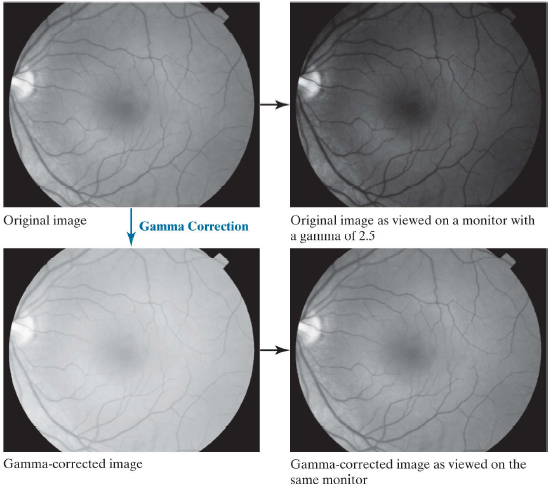 Original image
Original image as viewed on a monitor with
a gamma of 2.5
Gamma Correction
Gamma-corrected image
Gamma-corrected image as viewed on the
same monitor